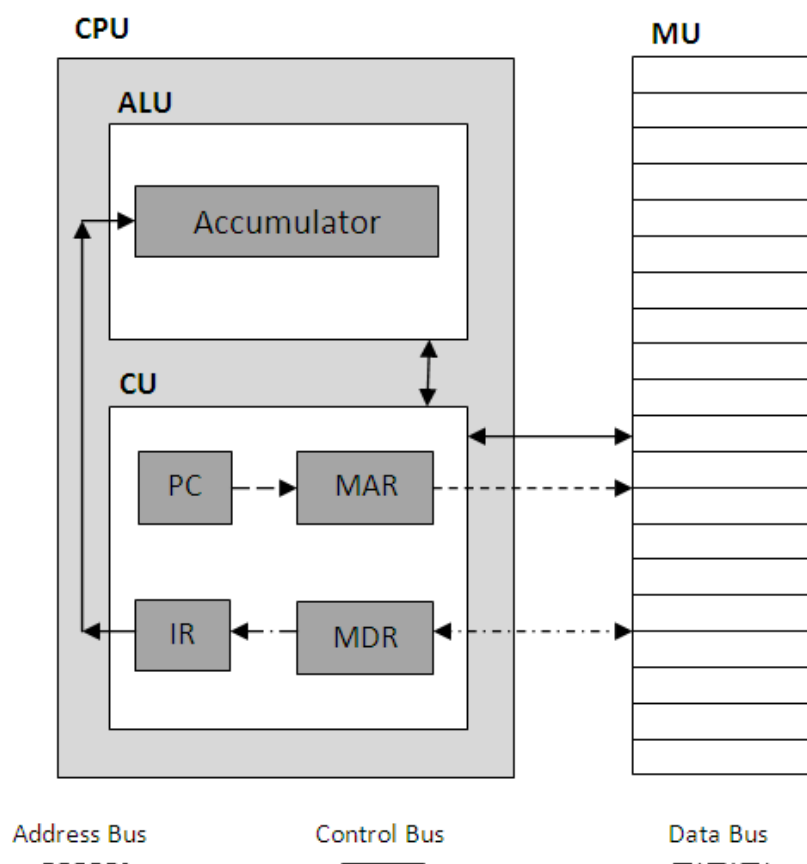 CPU
MU
ALU
Accumulator
CU
PC
MAR
IR
MDR
Address Bus
Control Bus
Data Bus